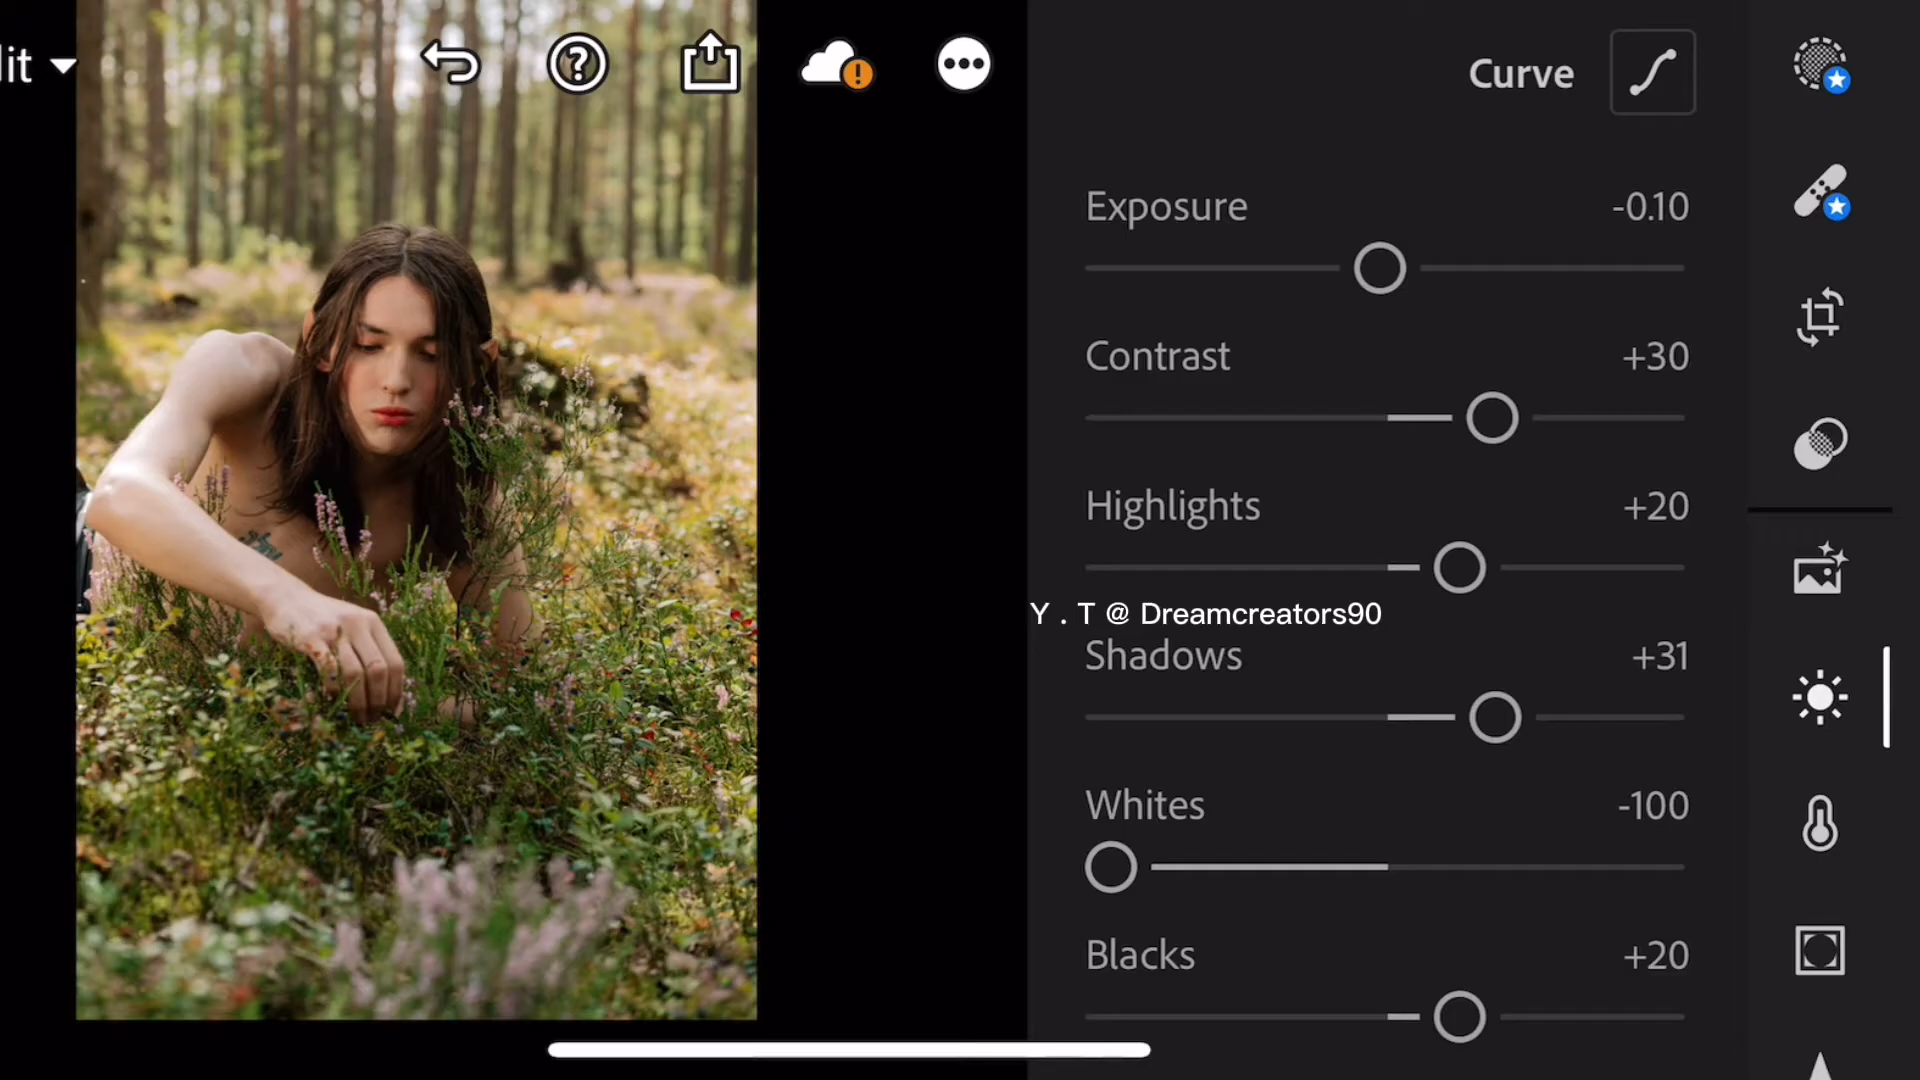 it
Curve
Exposure -0.10
Contrast +30
Highlights +20
Y . T @ Dreamcreators90
Shadows +31
Whites -100
Blacks +20